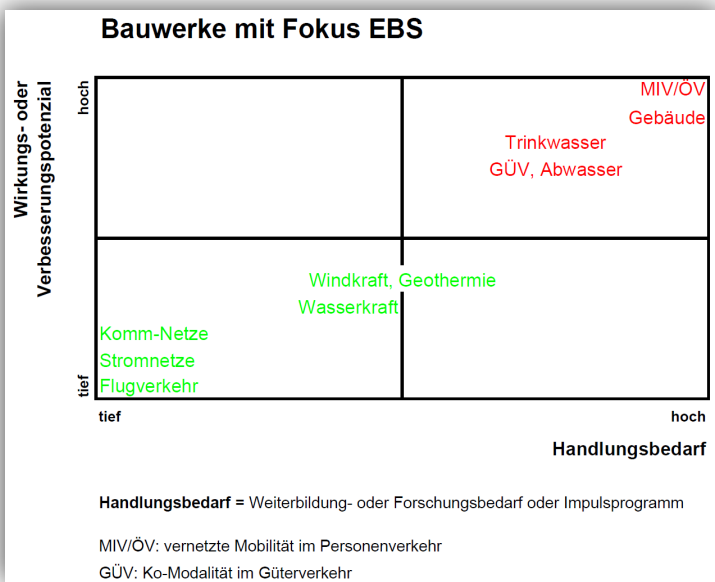 Bauwerke mit Fokus EBS
Wirkungs- oder
Verbesserungspotenzial
hoch
MIV/ÖV
Gebäude
Trinkwasser
GÜV, Abwasser
Windkraft, Geothermie
Wasserkraft
Komm-Netze
Stromnetze
Flugverkehr
tief
tief
hoch
Handlungsbedarf
Handlungsbedarf = Weiterbildung- oder Forschungsbedarf oder Impulsprogramm
MIV/ÖV: vernetzte Mobilität im Personenverkehr
GÜV: Ko-Modalität im Güterverkehr